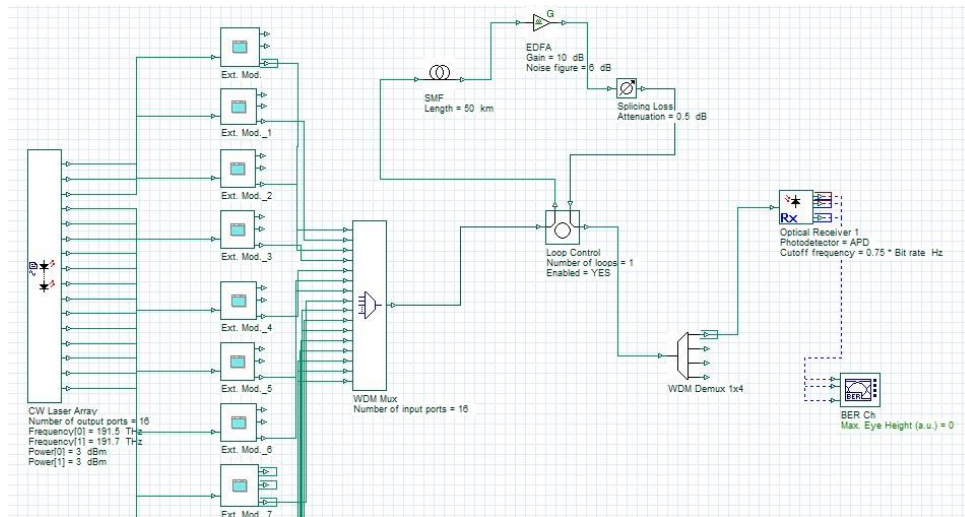 G
EDFA
Gain = 10 dB
Noise figure = 6 dB
Ext. Mod.
SMF
Length = 50 km
Splicing Loss
Attenuation = 0.5 dB
Ext. Mod._1
Ext. Mod._2
Rx
Optical Receiver 1
Photodetector = APD
Cutoff frequency = 0.75 * Bit rate Hz
Ext. Mod._3
Loop Control
Number of loops = 1
Enabled = YES
Ext. Mod._4
WDM Demux 1x4
Ext. Mod._5
WDM Mux
Number of input ports = 16
BER
BER Ch
Max. Eye Height (a.u.) = 0
CW Laser Array
Number of output ports = 16
Frequency[0] = 191.5 THz
Frequency[1] = 191.7 THz
Power[0] = 3 dBm
Power[1] = 3 dBm
Ext. Mod._6
Ext. Mod._7